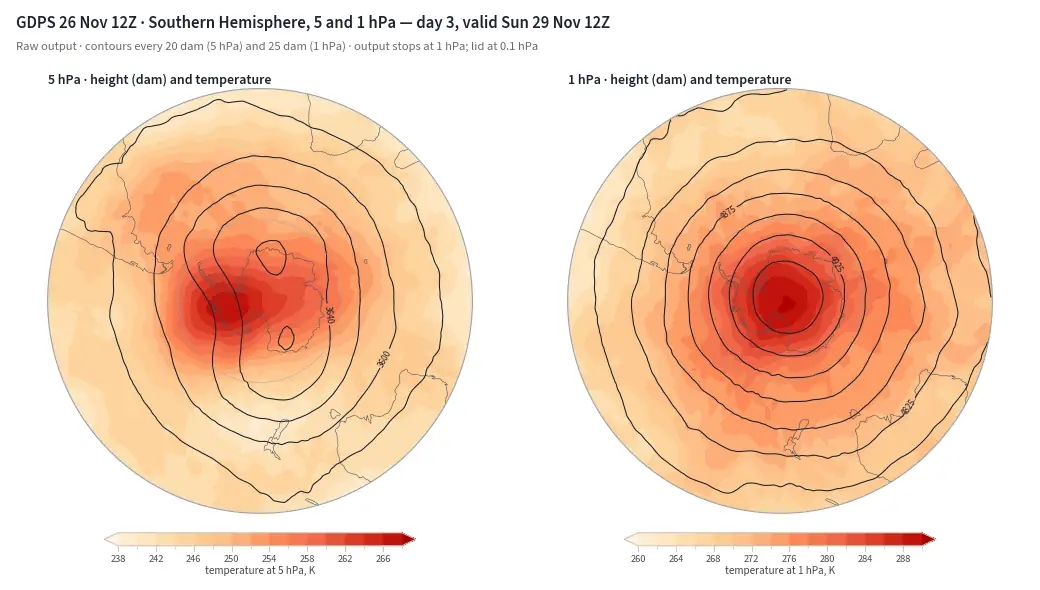 GDPS 26 Nov 12Z · Southern Hemisphere, 5 and 1 hPa — day 3, valid Sun 29 Nov 12Z
Raw output · contours every 20 dam (5 hPa) and 25 dam (1 hPa) · output stops at 1 hPa; lid at 0.1 hPa
5 hPa · height (dam) and temperature
1 hPa · height (dam) and temperature
3640
3600
4875
4925
4825
238 242 246 250 254 258 262 266
temperature at 5 hPa, K
260 264 268 272 276 280 284 288
temperature at 1 hPa, K